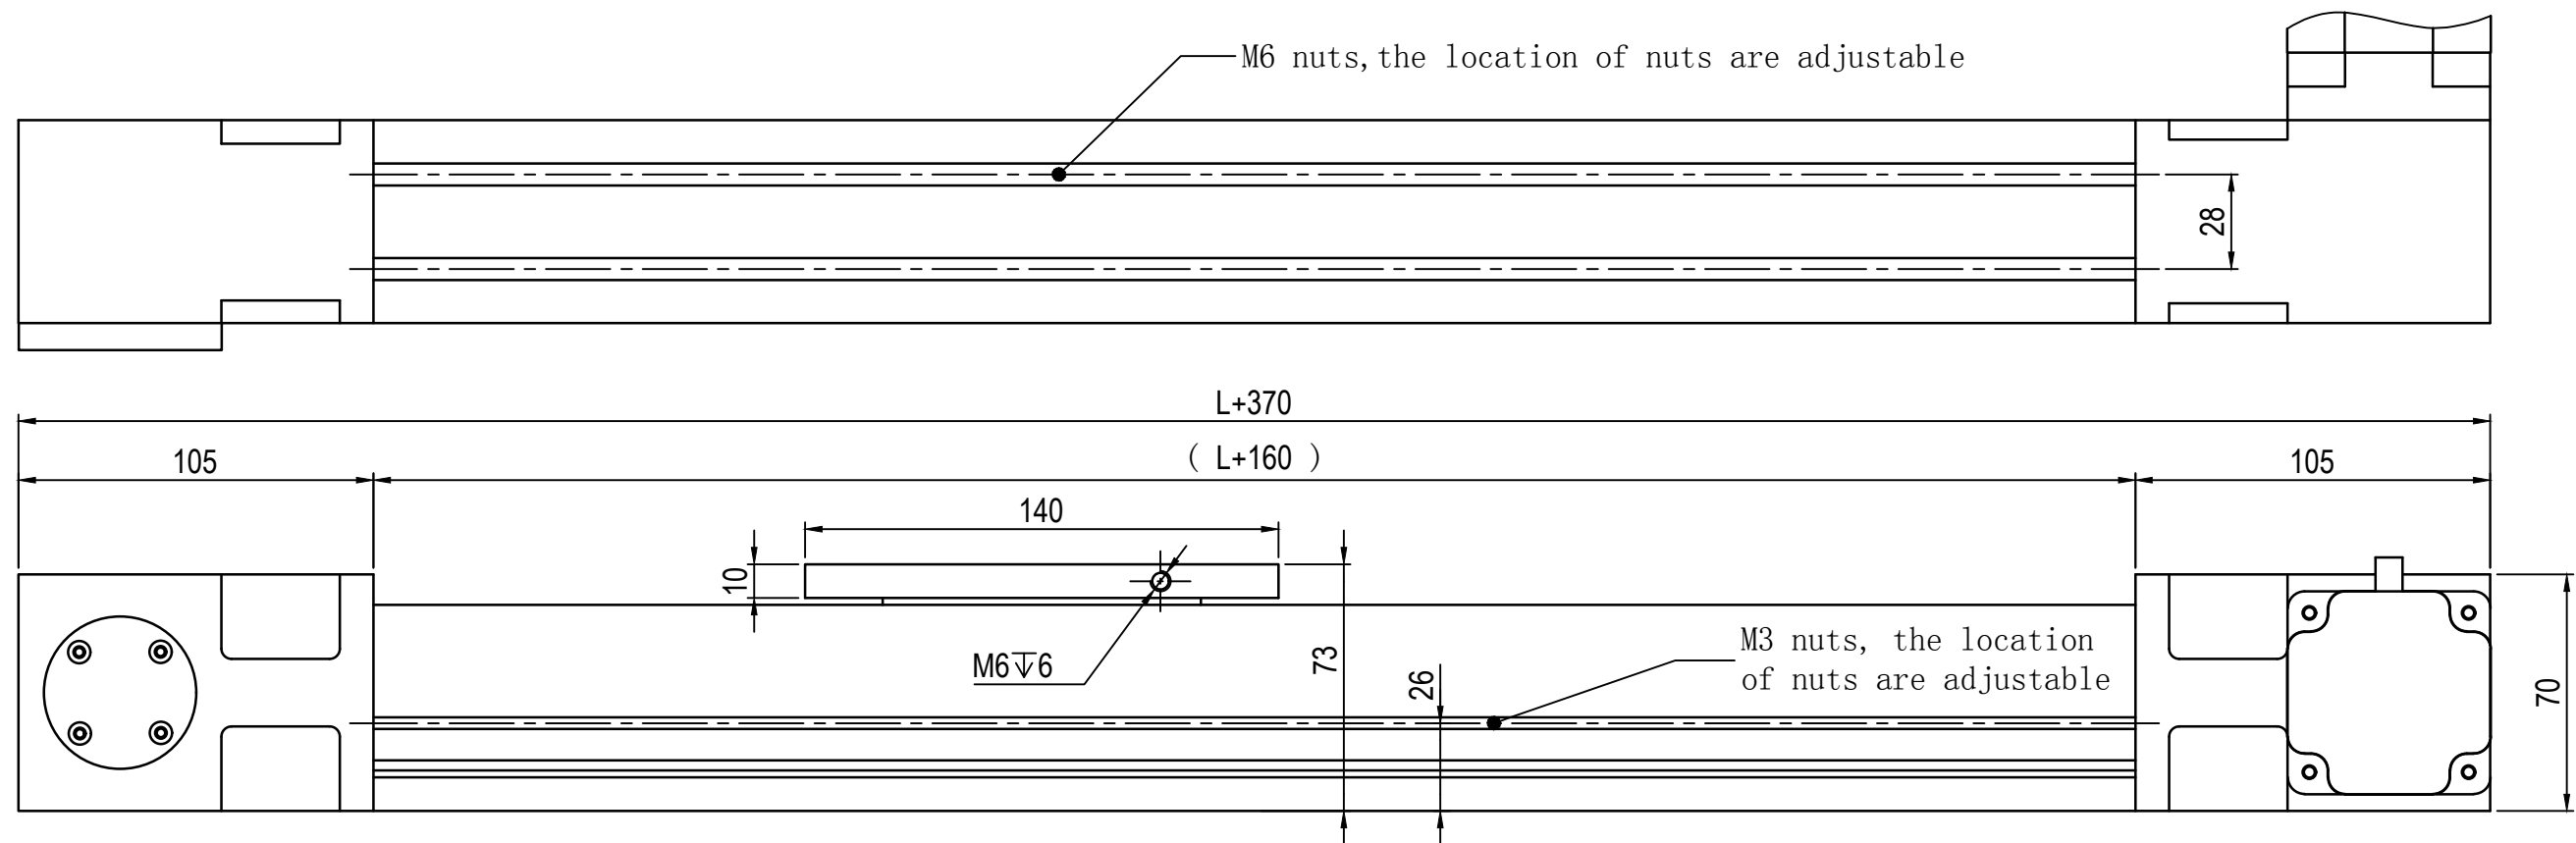 M6 nuts,the location of nuts are adjustable
28
L+370
105
( L+160 )
105
140
10
M6↧6
73
26
M3 nuts, the location
of nuts are adjustable
70